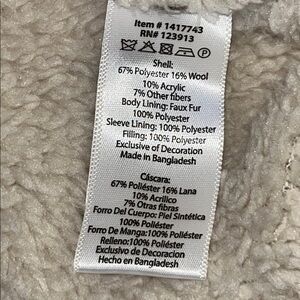 Item # 1417743
RN# 123913
P
Shell:
67% Polyester 16% Wool
10% Acrylic
7% Other fibers
Body Lining: Faux Fur
100% Polyester
Sleeve Lining: 100% Polyester
Filling: 100% Polyester
Exclusive of Decoration
Made in Bangladesh
Cáscara:
67% Poliéster 16% Lana
10% Acrílico
7% Otras fibras
Forro Del Cuerpo: Piel Sintética
100% Poliéster
Forro De Manga:100% Poliéster
Relleno:100% Poliéster
Exclusivo de Decoración
Hecho en Bangladesh